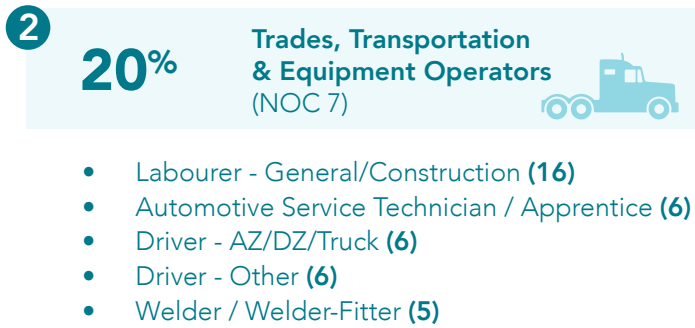 2
20%
Trades, Transportation
& Equipment Operators
(NOC 7)
• Labourer - General/Construction (16)
• Automotive Service Technician / Apprentice (6)
• Driver - AZ/DZ/Truck (6)
• Driver - Other (6)
• Welder / Welder-Fitter (5)